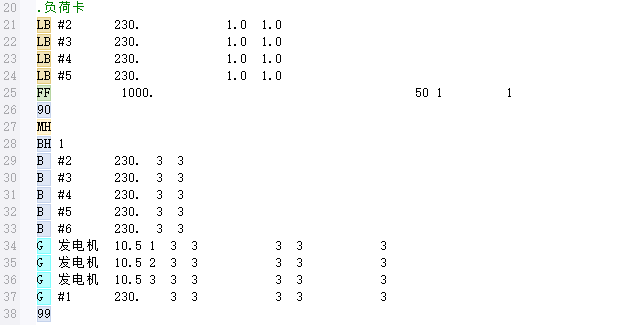 20 .负荷卡
21 LB #2      230.            1.0  1.0
22 LB #3      230.            1.0  1.0
23 LB #4      230.            1.0  1.0
24 LB #5      230.            1.0  1.0
25 FF          1000.                                     50 1         1
26 90
27 MH
28 BH 1
29 B  #2      230.  3  3
30 B  #3      230.  3  3
31 B  #4      230.  3  3
32 B  #5      230.  3  3
33 B  #6      230.  3  3
34 G  发电机  10.5 1  3  3           3  3           3
35 G  发电机  10.5 2  3  3           3  3           3
36 G  发电机  10.5 3  3  3           3  3           3
37 G  #1      230.    3  3           3  3           3
38 99